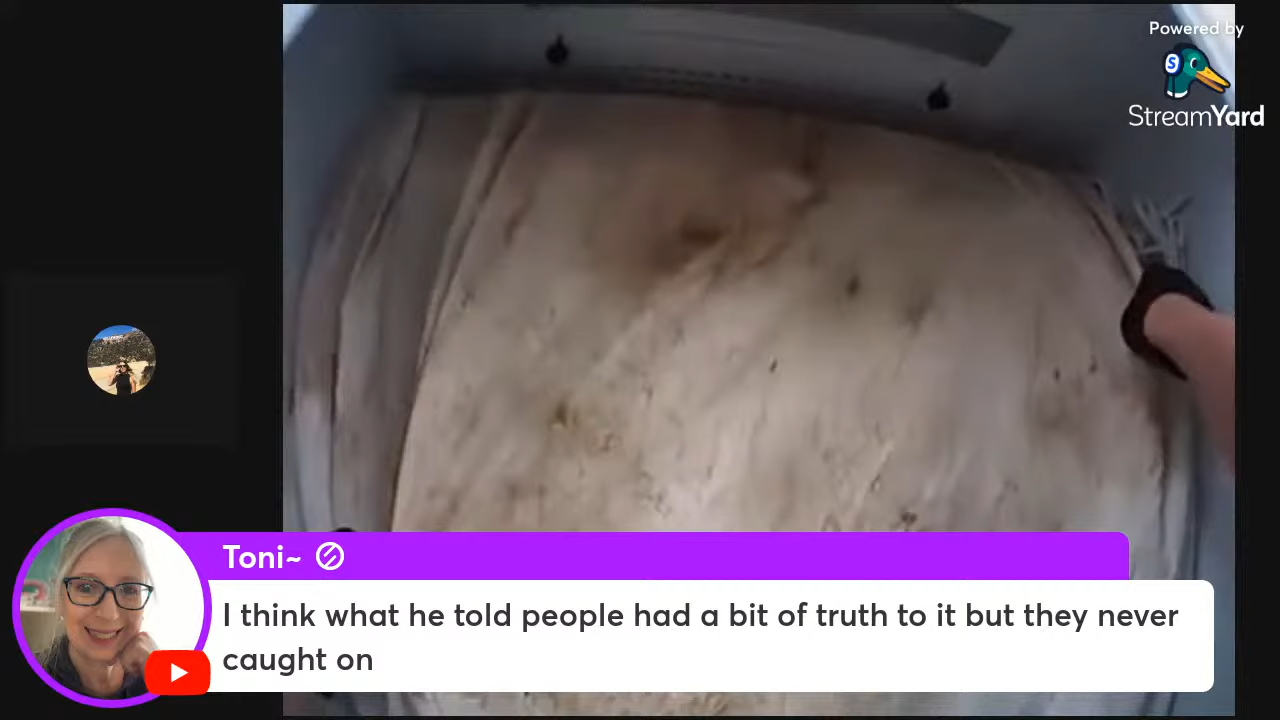 Powered by
StreamYard
Toni~
I think what he told people had a bit of truth to it but they never
caught on